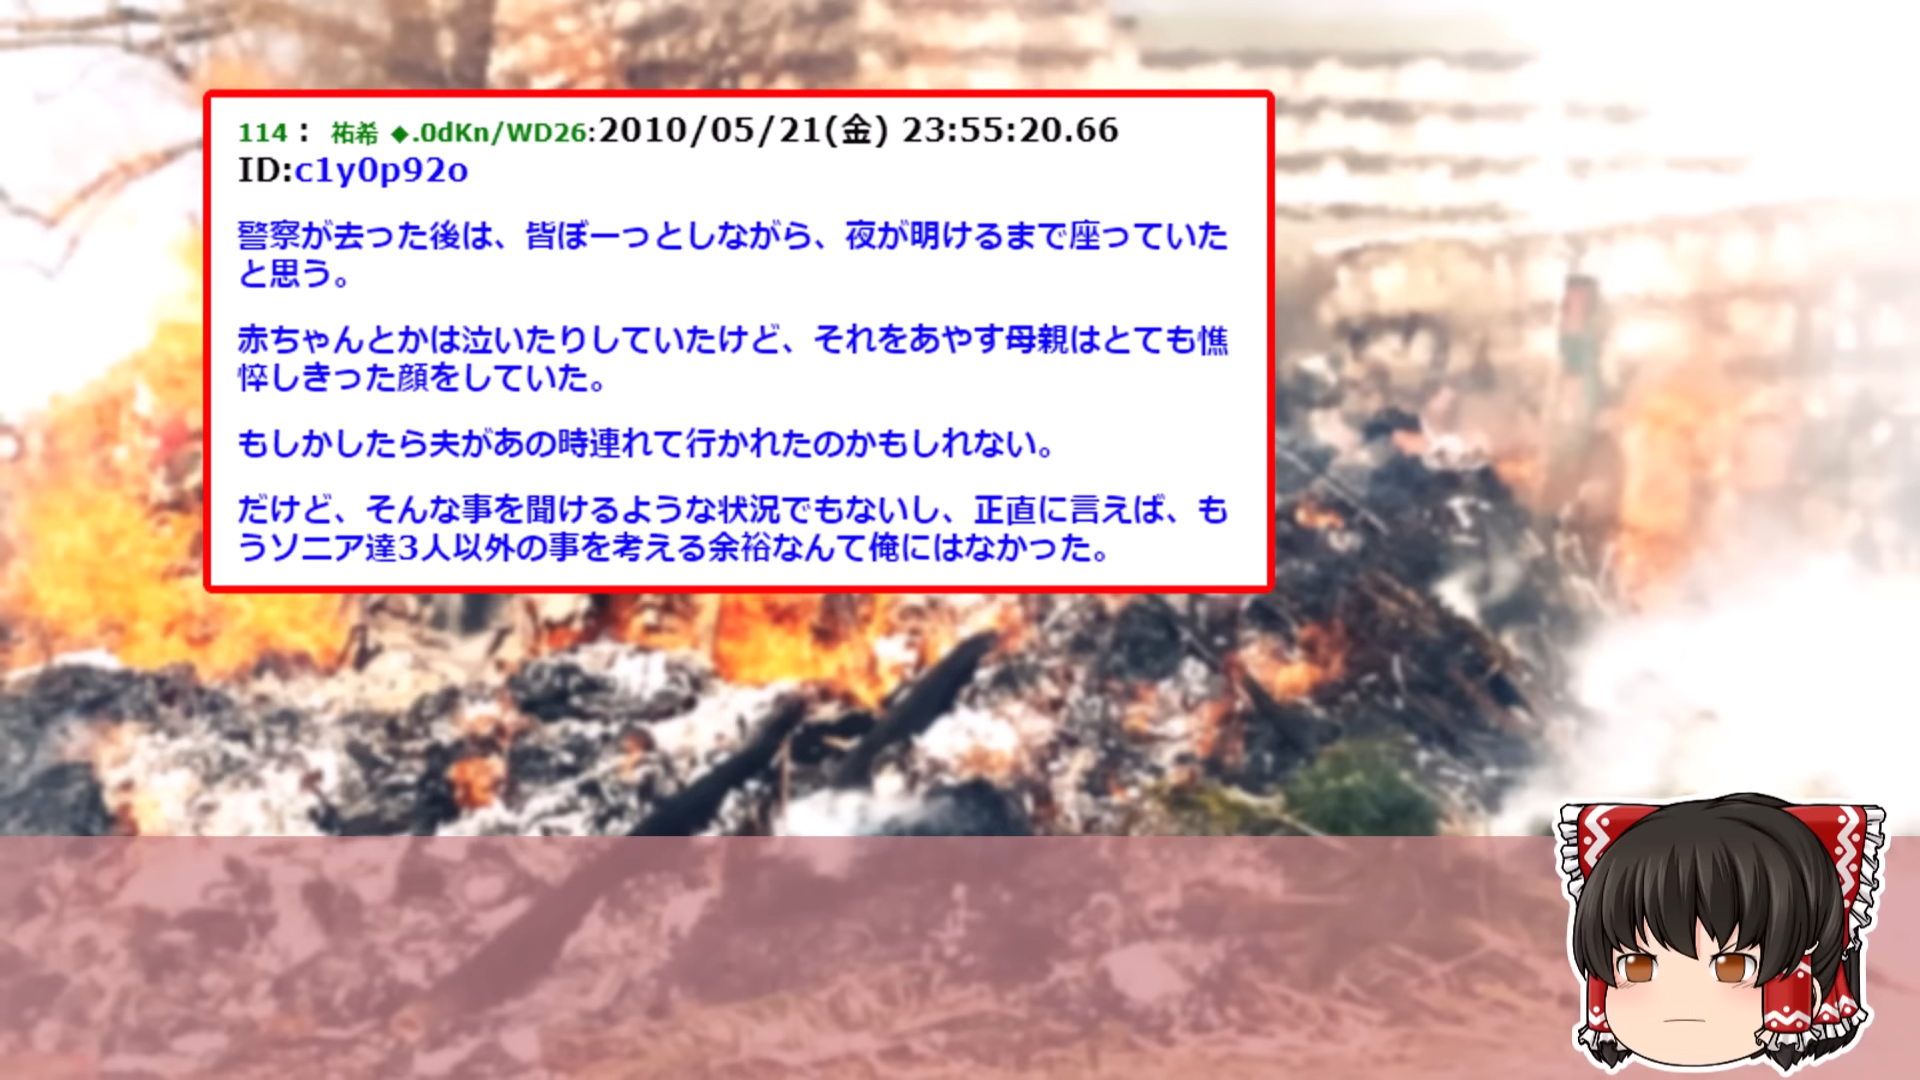 114： 祐希 ◆.0dKn/WD26:2010/05/21(金) 23:55:20.66
ID:c1y0p92o
警察が去った後は、皆ぼーっとしながら、夜が明けるまで座っていた
と思う。
赤ちゃんとかは泣いたりしていたけど、それをあやす母親はとても憔
悴しきった顔をしていた。
もしかしたら夫があの時連れて行かれたのかもしれない。
だけど、そんな事を聞けるような状況でもないし、正直に言えば、も
うソニア達3人以外の事を考える余裕なんて俺にはなかった。